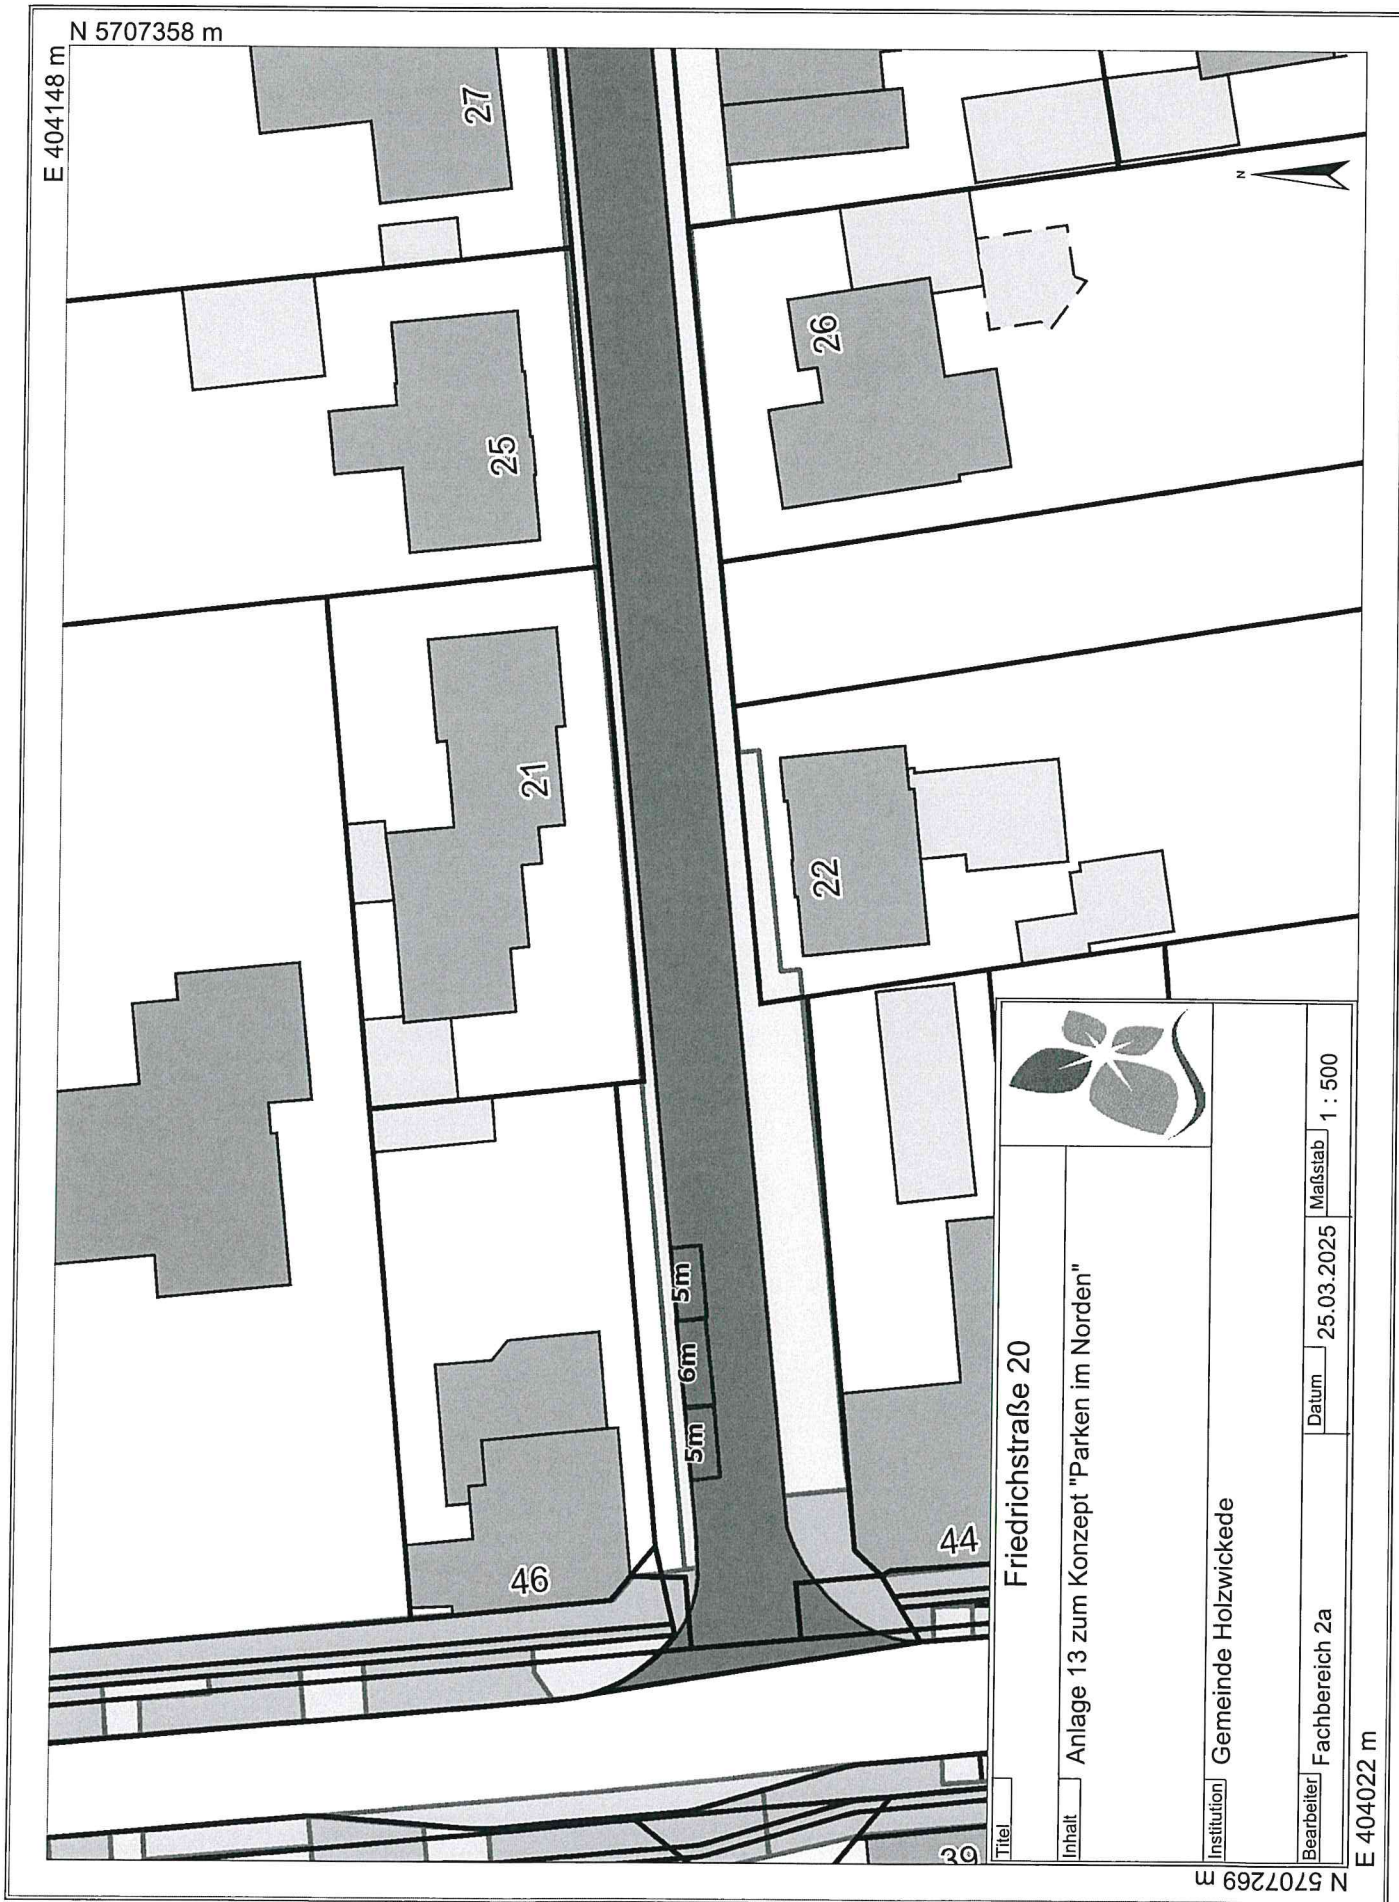 N 5707358 m
E 404148 m
27
25
26
21
22
46
44
39
5m
6m
5m
N
Titel
Friedrichstraße 20
Inhalt
Anlage 13 zum Konzept "Parken im Norden"
Institution
Gemeinde Holzwickede
Bearbeiter
Fachbereich 2a
Datum
25.03.2025
Maßstab
1 : 500
E 404022 m
N 5707269 m